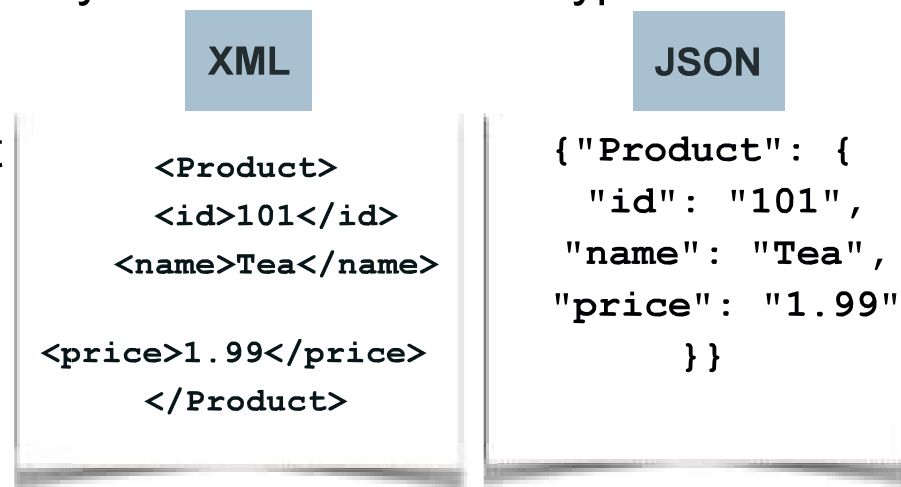 XML
<Product>
<id>101</id>
<name>Tea</name>
<price>1.99</price>
</Product>
JSON
{"Product": {
"id": "101",
"name": "Tea",
"price": "1.99"
}}